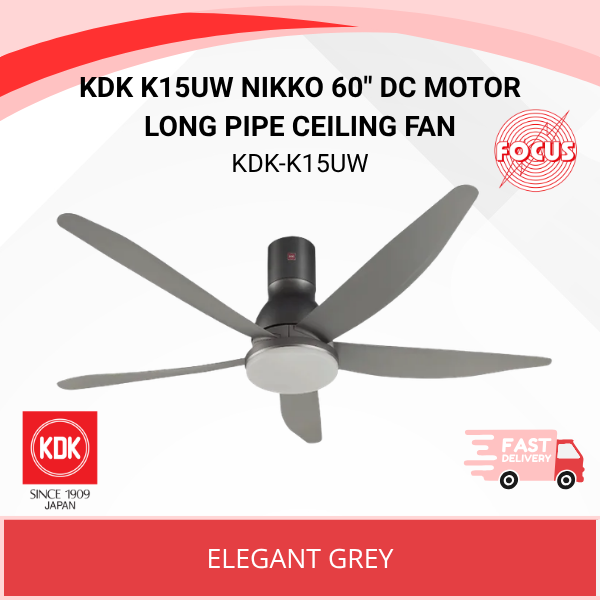 KDK K15UW NIKKO 60" DC MOTOR
LONG PIPE CEILING FAN
KDK-K15UW
FOCUS
KDK
KDK
SINCE 1909
JAPAN
FAST
DELIVERY
ELEGANT GREY